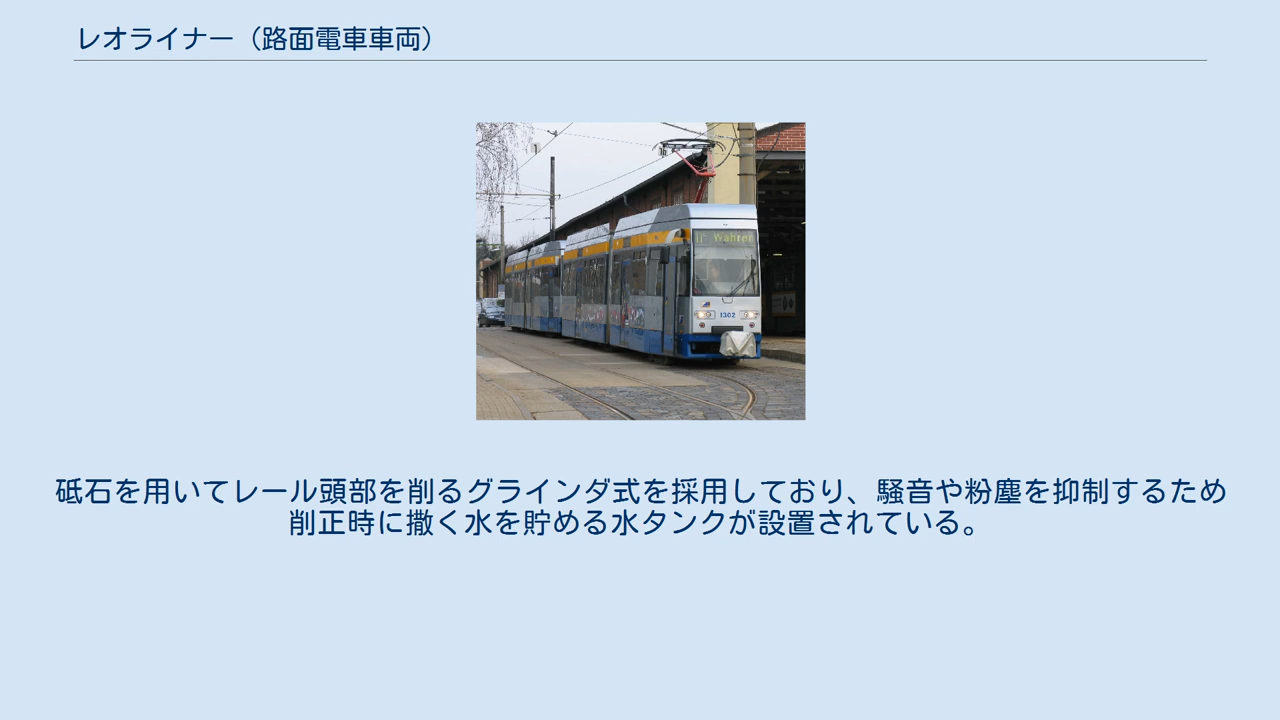 レオライナー（路面電車車両）
11 Wahren
1302
砥石を用いてレール頭部を削るグラインダ式を採用しており、騒音や粉塵を抑制するため
削正時に撒く水を貯める水タンクが設置されている。